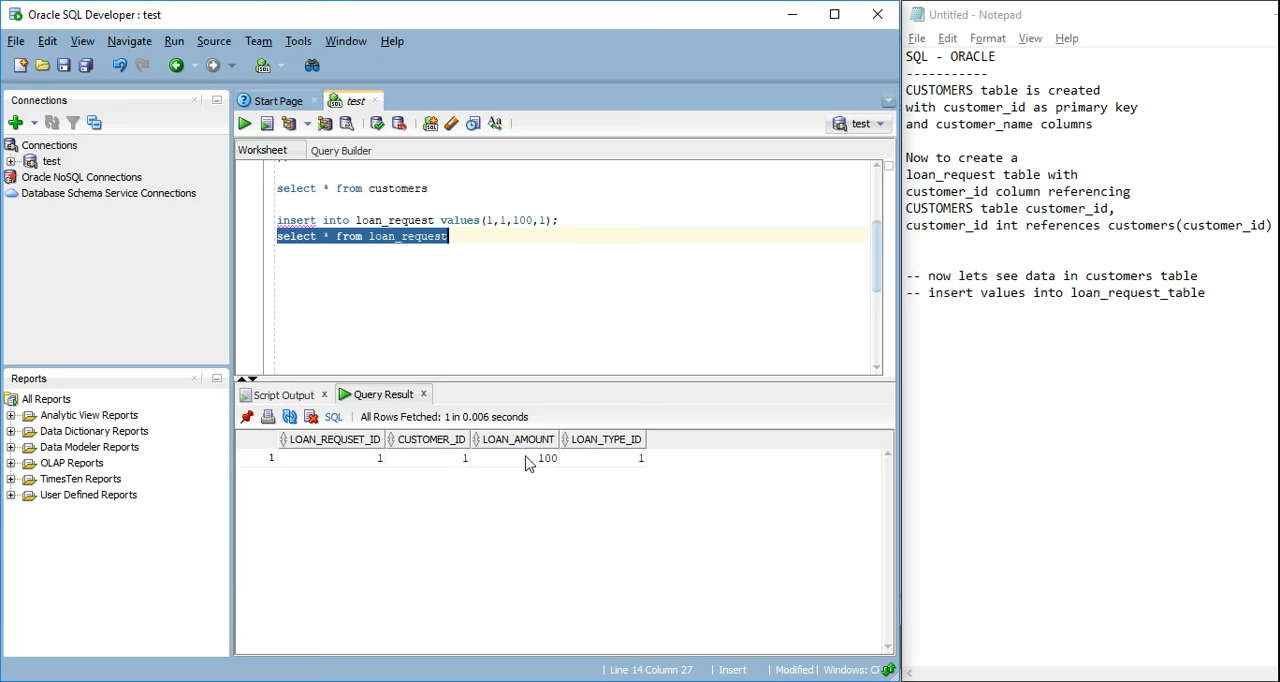 Oracle SQL Developer : test
File Edit View Navigate Run Source Team Tools Window Help
Connections
Connections
test
Oracle NoSQL Connections
Database Schema Service Connections
Reports
All Reports
Analytic View Reports
Data Dictionary Reports
Data Modeler Reports
OLAP Reports
TimesTen Reports
User Defined Reports
Start Page
test
test
Worksheet Query Builder
select * from customers
insert into loan_request values(1,1,100,1);
select * from loan_request
Script Output Query Result
SQL All Rows Fetched: 1 in 0.006 seconds
LOAN_REQUSET_ID CUSTOMER_ID LOAN_AMOUNT LOAN_TYPE_ID
1 1 1 100 1
Line 14 Column 27 Insert Modified Windows:
Untitled - Notepad
File Edit Format View Help
SQL - ORACLE
-----------
CUSTOMERS table is created
with customer_id as primary key
and customer_name columns
Now to create a
loan_request table with
customer_id column referencing
CUSTOMERS table customer_id,
customer_id int references customers(customer_id)
-- now lets see data in customers table
-- insert values into loan_request_table